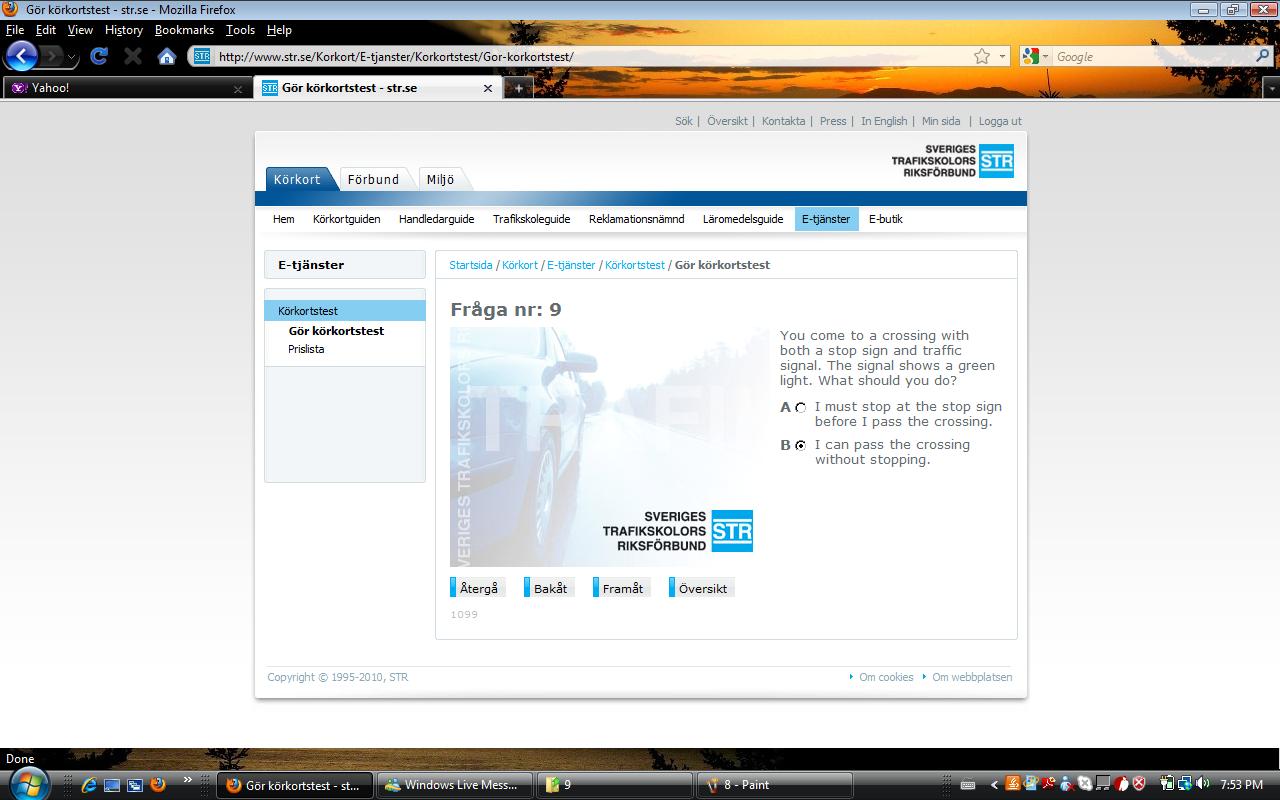 Gör körkortstest - str.se - Mozilla Firefox
File Edit View History Bookmarks Tools Help
STR http://www.str.se/Korkort/E-tjanster/Korkortstest/Gor-korkortstest/ Google
Yahoo! STR Gör körkortstest - str.se
Sök | Översikt | Kontakta | Press | In English | Min sida | Logga ut
SVERIGES
TRAFIKSKOLORS
RIKSFÖRBUND
STR
Körkort Förbund Miljö
Hem Körkortguiden Handledarguide Trafikskoleguide Reklamationsnämnd Läromedelsguide E-tjänster E-butik
E-tjänster
Körkortstest
Gör körkortstest
Prislista
Startsida / Körkort / E-tjänster / Körkortstest / Gör körkortstest
Fråga nr: 9
TRAFI
SVERIGES
TRAFIKSKOLORS
RIKSFÖRBUND
STR
You come to a crossing with
both a stop sign and traffic
signal. The signal shows a green
light. What should you do?
A I must stop at the stop sign
before I pass the crossing.
B I can pass the crossing
without stopping.
Återgå Bakåt Framåt Översikt
1099
Copyright © 1995-2010, STR Om cookies Om webbplatsen
Done
Gör körkortstest - st... Windows Live Mess... 9 8 - Paint 7:53 PM